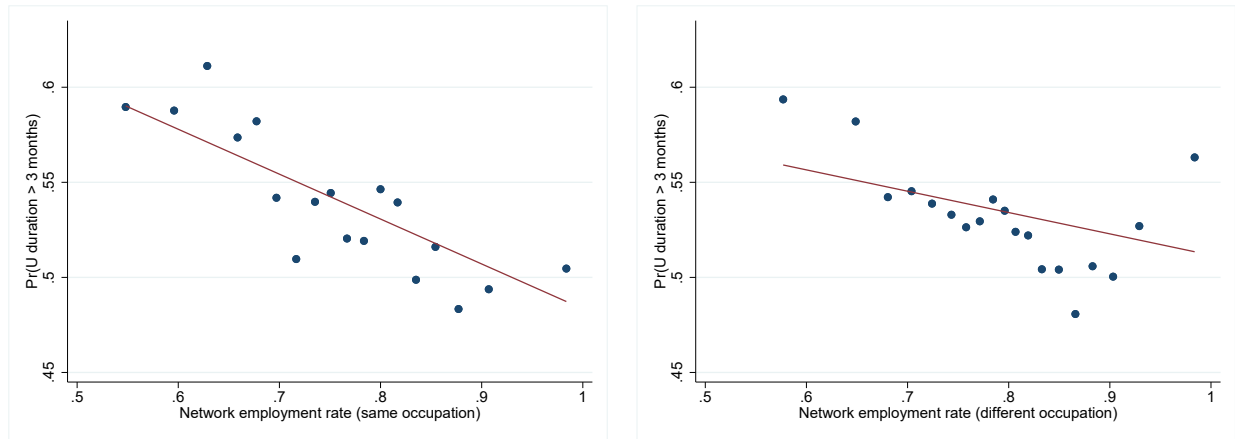 .6
.55
.5
.45
Pr(U duration > 3 months)
.5 .6 .7 .8 .9 1
Network employment rate (same occupation)
.6
.55
.5
.45
Pr(U duration > 3 months)
.5 .6 .7 .8 .9 1
Network employment rate (different occupation)